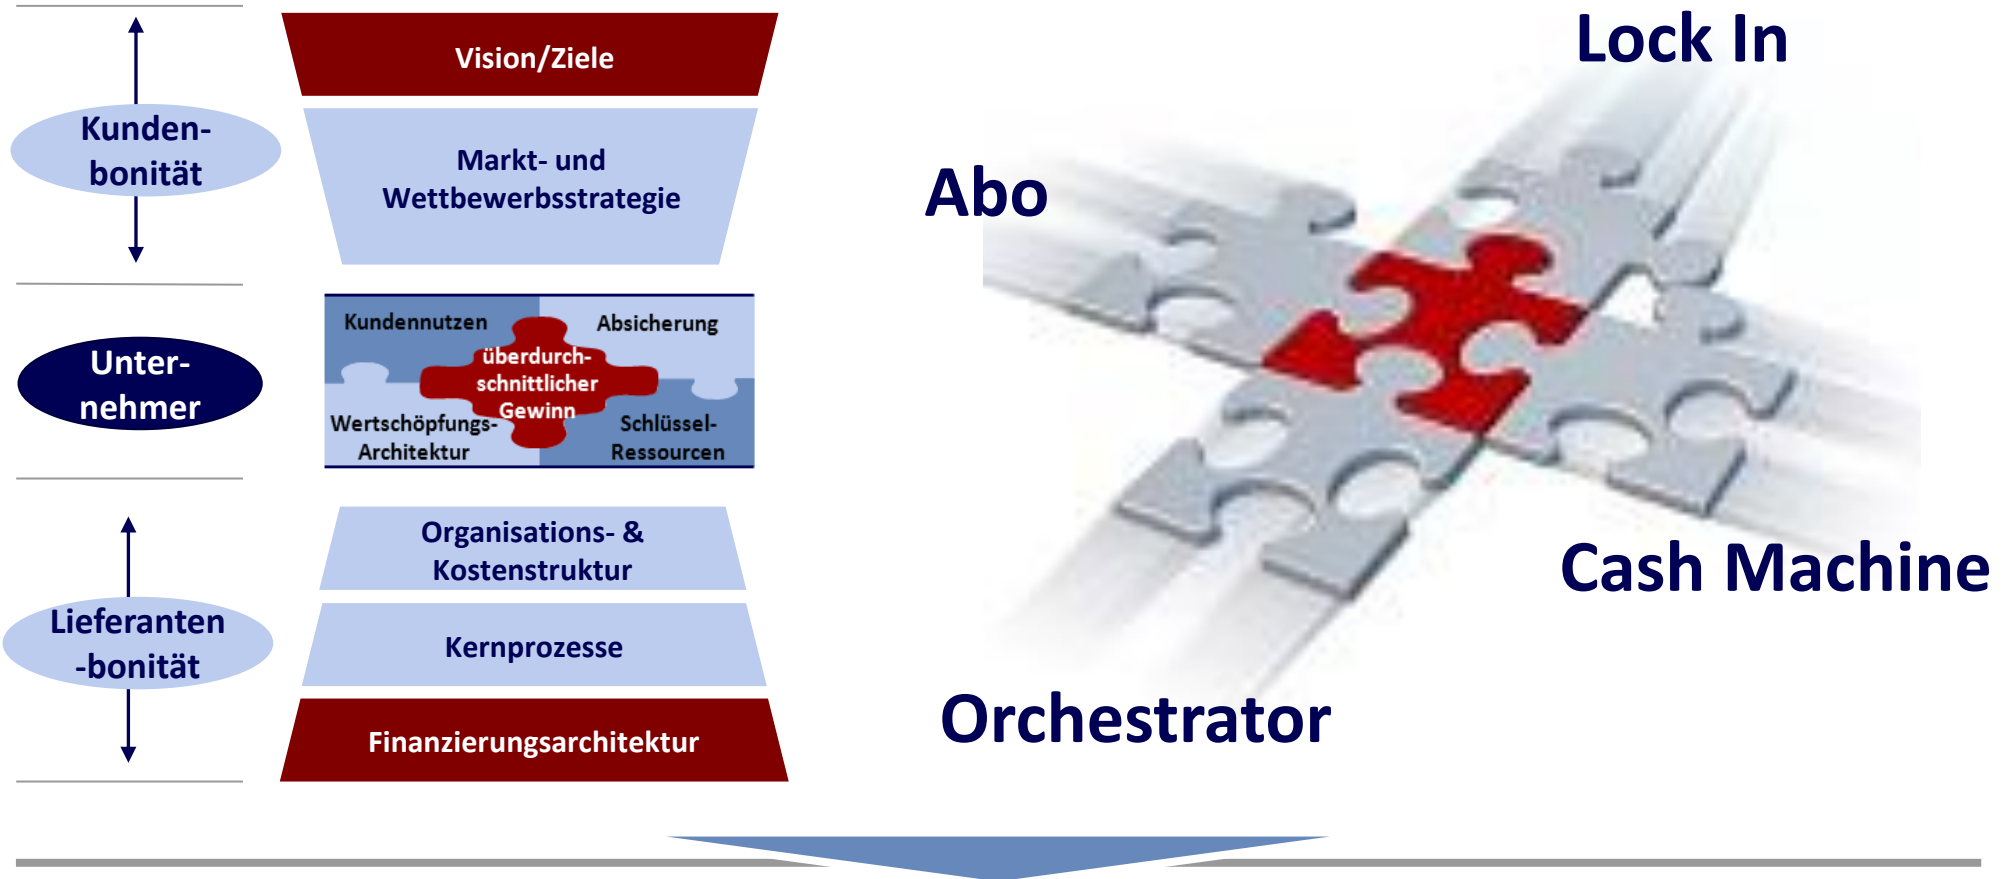 Kunden-
bonität
Unter-
nehmer
Lieferanten
-bonität
Vision/Ziele
Markt- und
Wettbewerbsstrategie
Kundennutzen
Absicherung
überdurch-
schnittlicher
Gewinn
Wertschöpfungs-
Architektur
Schlüssel-
Ressourcen
Organisations- &
Kostenstruktur
Kernprozesse
Finanzierungsarchitektur
Lock In
Abo
Cash Machine
Orchestrator